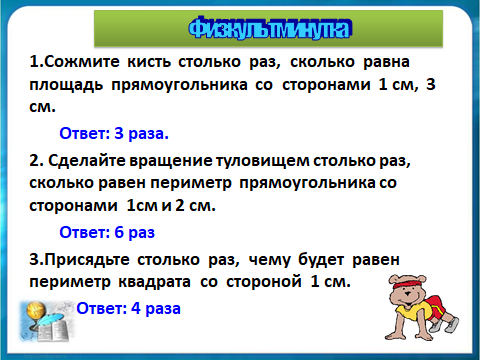 Физкультминутка
1.Сожмите кисть столько раз, сколько равна
площадь прямоугольника со сторонами 1 см, 3
см.
Ответ: 3 раза.
2. Сделайте вращение туловищем столько раз,
сколько равен периметр прямоугольника со
сторонами 1см и 2 см.
Ответ: 6 раз
3.Присядьте столько раз, чему будет равен
периметр квадрата со стороной 1 см.
Ответ: 4 раза